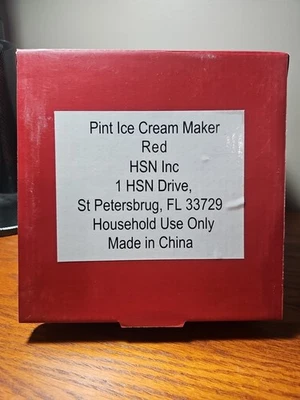 Pint Ice Cream Maker
Red
HSN Inc
1 HSN Drive,
St Petersbrug, FL 33729
Household Use Only
Made in China